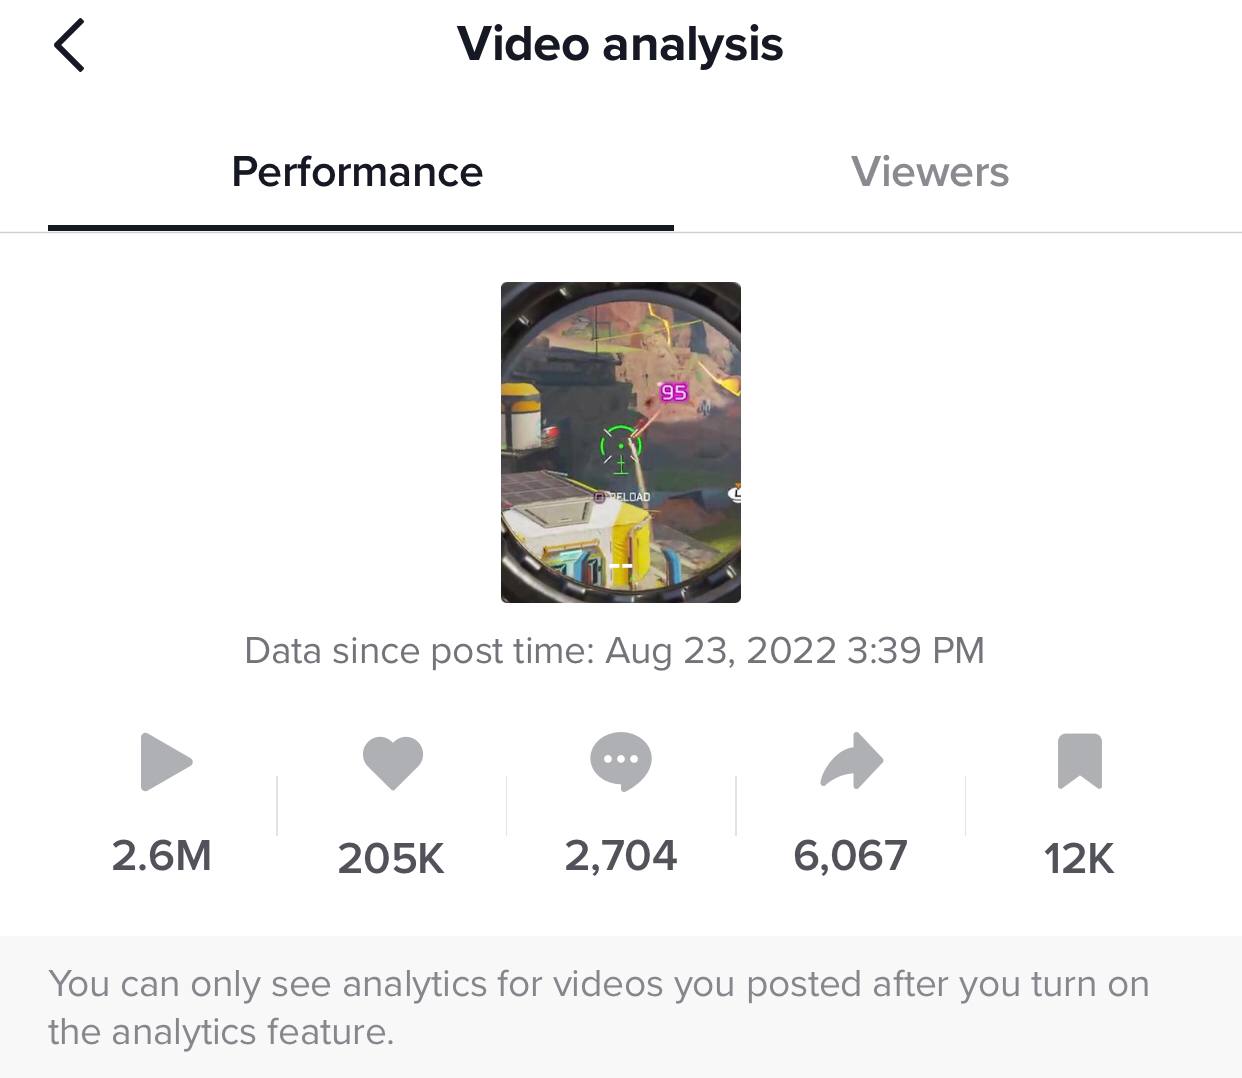 Video analysis
Performance
Viewers
95
RELOAD
Data since post time: Aug 23, 2022 3:39 PM
2.6M
205K
2,704
6,067
12K
You can only see analytics for videos you posted after you turn on
the analytics feature.